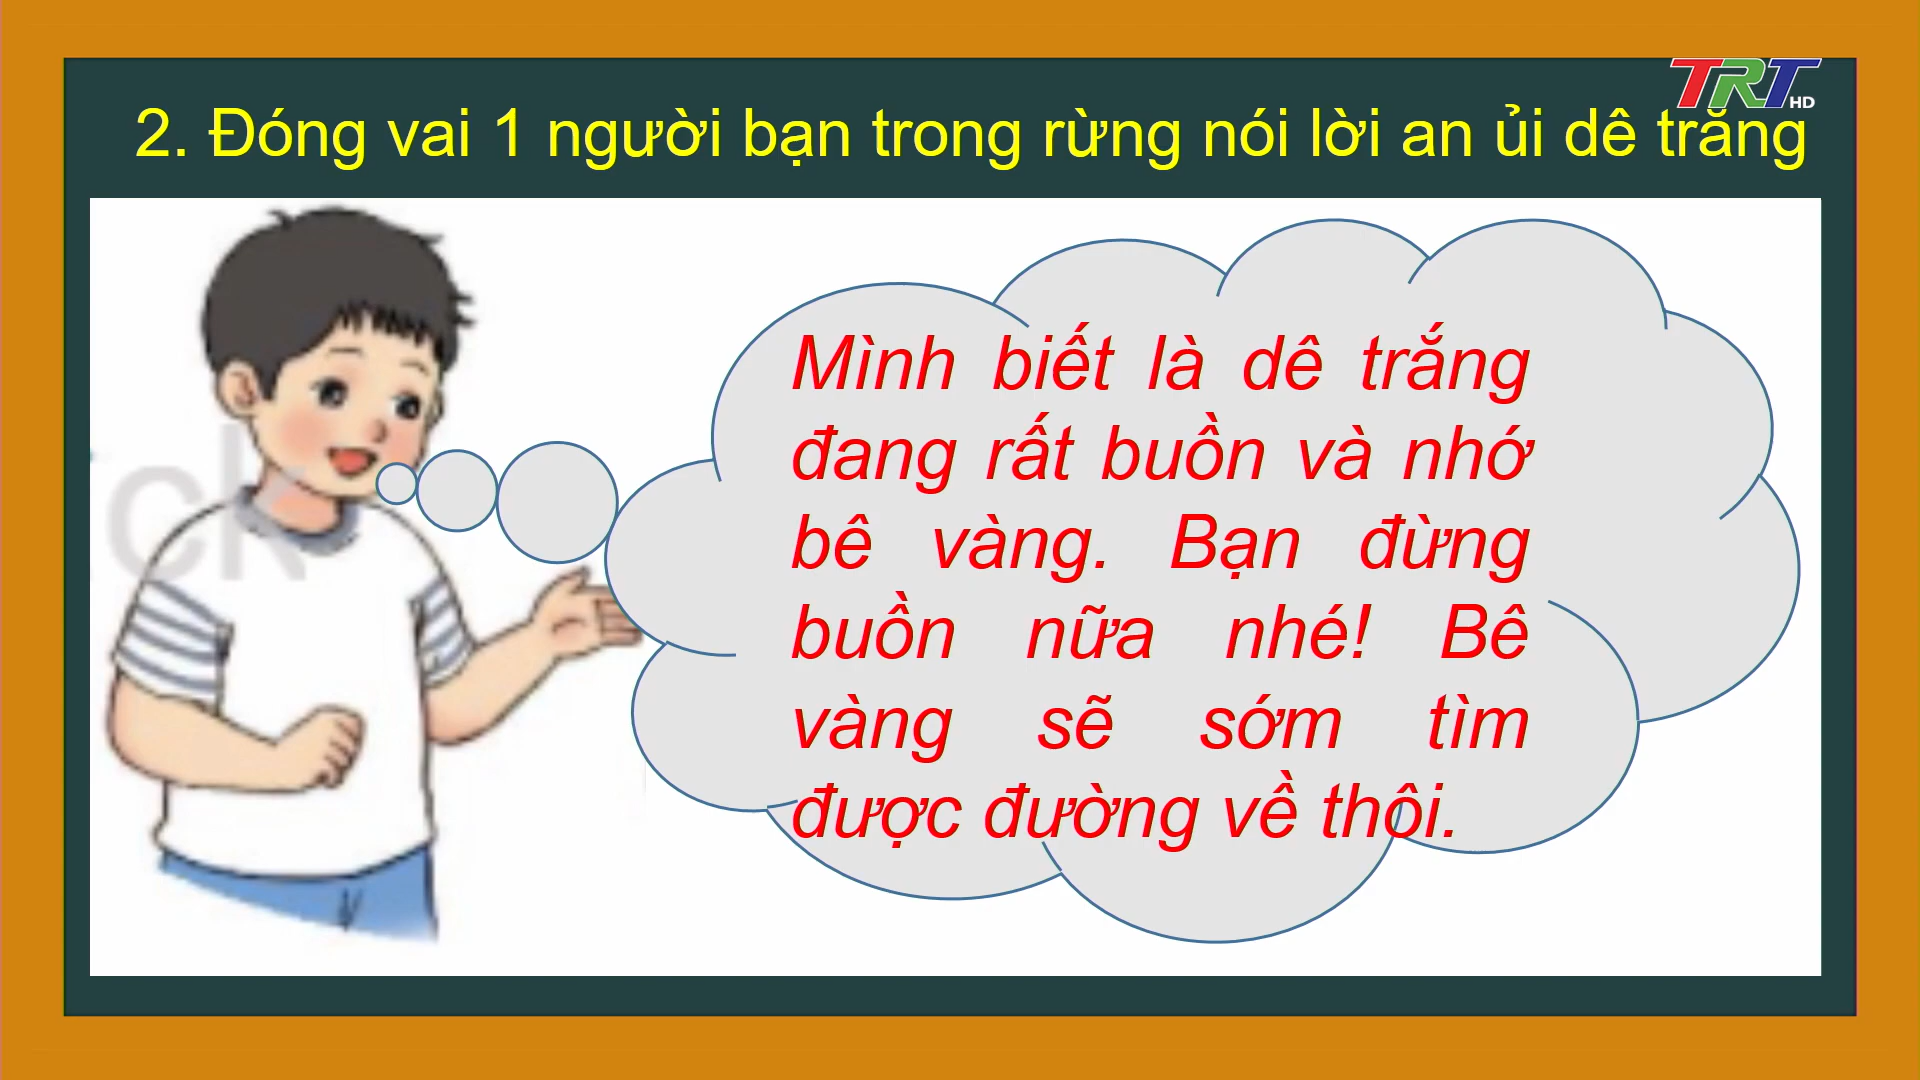 TRT HD
2. Đóng vai 1 người bạn trong rừng nói lời an ủi dê trắng
Mình biết là dê trắng
đang rất buồn và nhớ
bê vàng. Bạn đừng
buồn nữa nhé! Bê
vàng sẽ sớm tìm
được đường về thôi.
ck